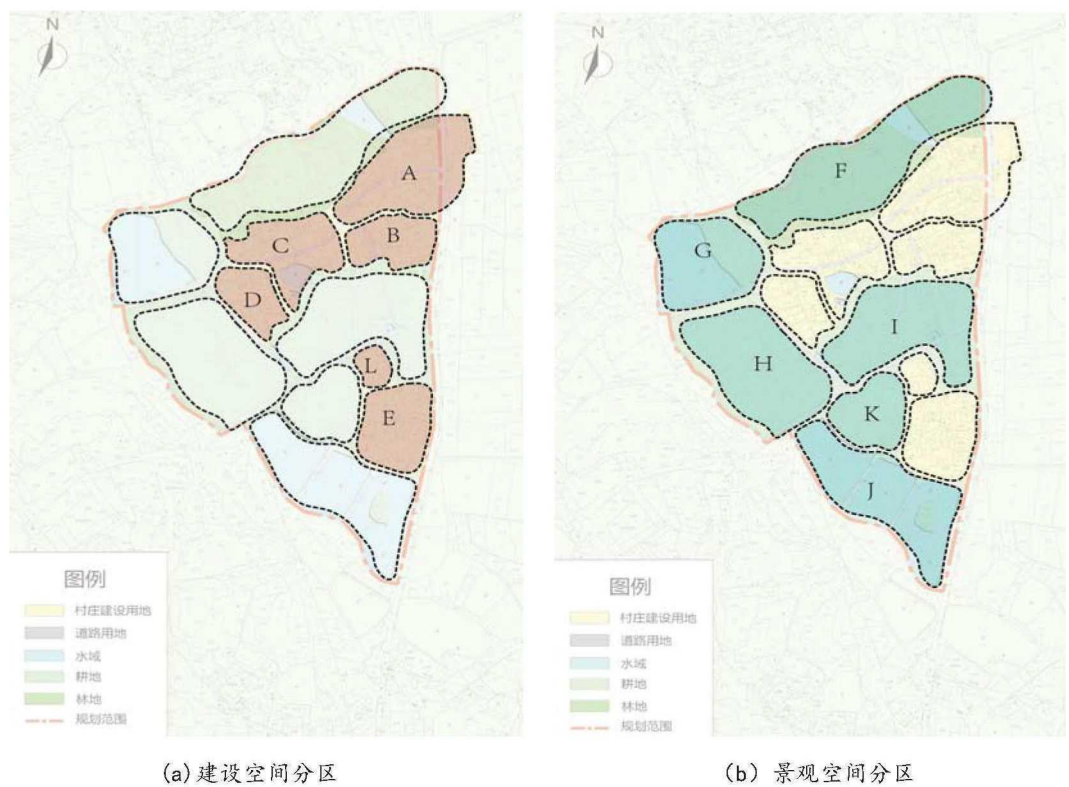 N
A
B
C
D
L
E
图例
村庄建设用地
道路用地
水域
耕地
林地
规划范围
(a)建设空间分区
N
F
G
I
H
K
J
图例
村庄建设用地
道路用地
水域
耕地
林地
规划范围
(b) 景观空间分区